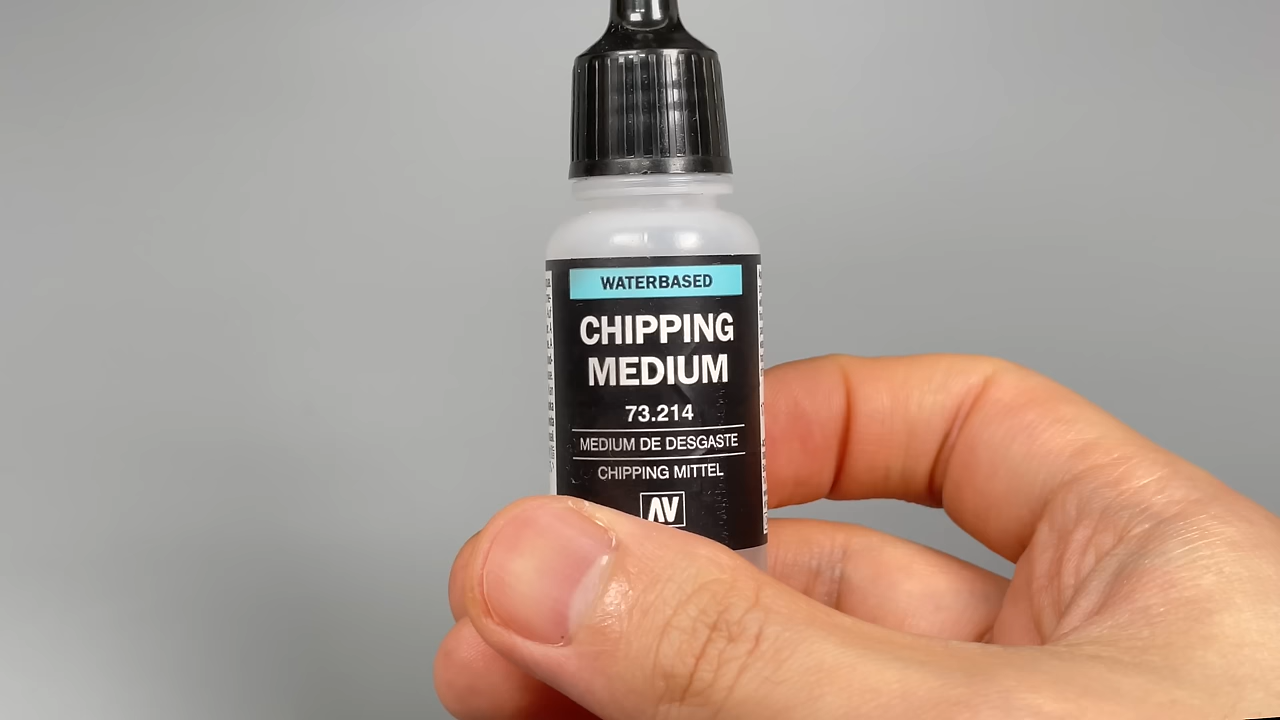 WATERBASED
CHIPPING
MEDIUM
73.214
MEDIUM DE DESGASTE
CHIPPING MITTEL
AV